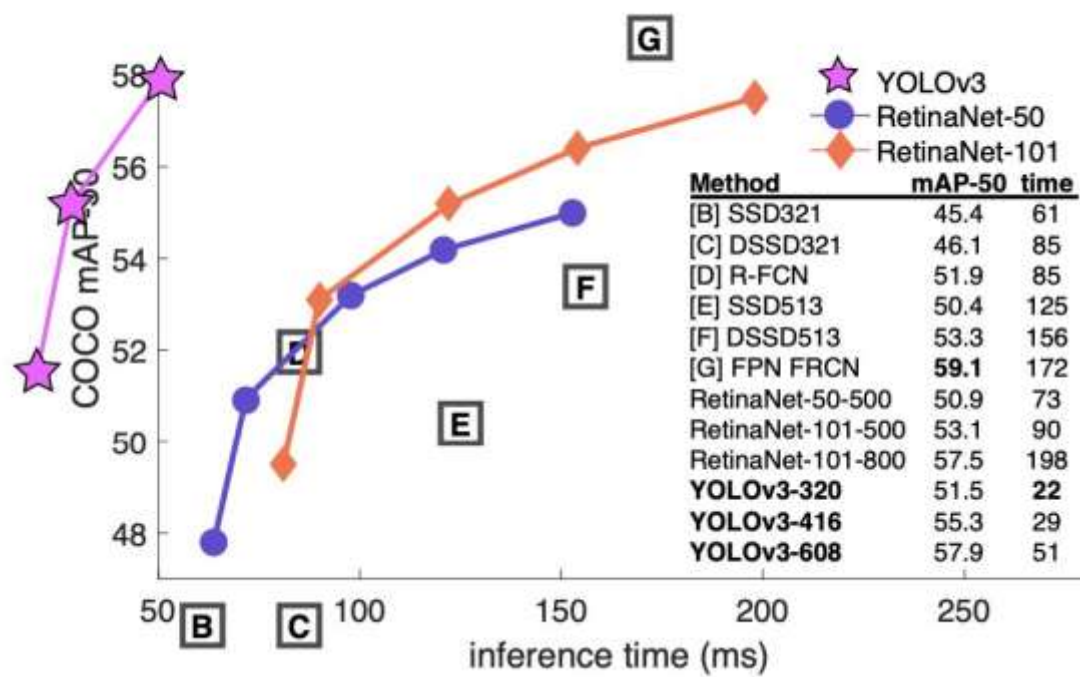 G
58
YOLOv3
RetinaNet-50
RetinaNet-101
56
Method mAP-50 time
[B] SSD321 45.4 61
[C] DSSD321 46.1 85
[D] R-FCN 51.9 85
[E] SSD513 50.4 125
[F] DSSD513 53.3 156
[G] FPN FRCN 59.1 172
RetinaNet-50-500 50.9 73
RetinaNet-101-500 53.1 90
RetinaNet-101-800 57.5 198
YOLOv3-320 51.5 22
YOLOv3-416 55.3 29
YOLOv3-608 57.9 51
COCO mAP-50
54
F
52
D
50
E
48
50 100 150 200 250
B C
inference time (ms)